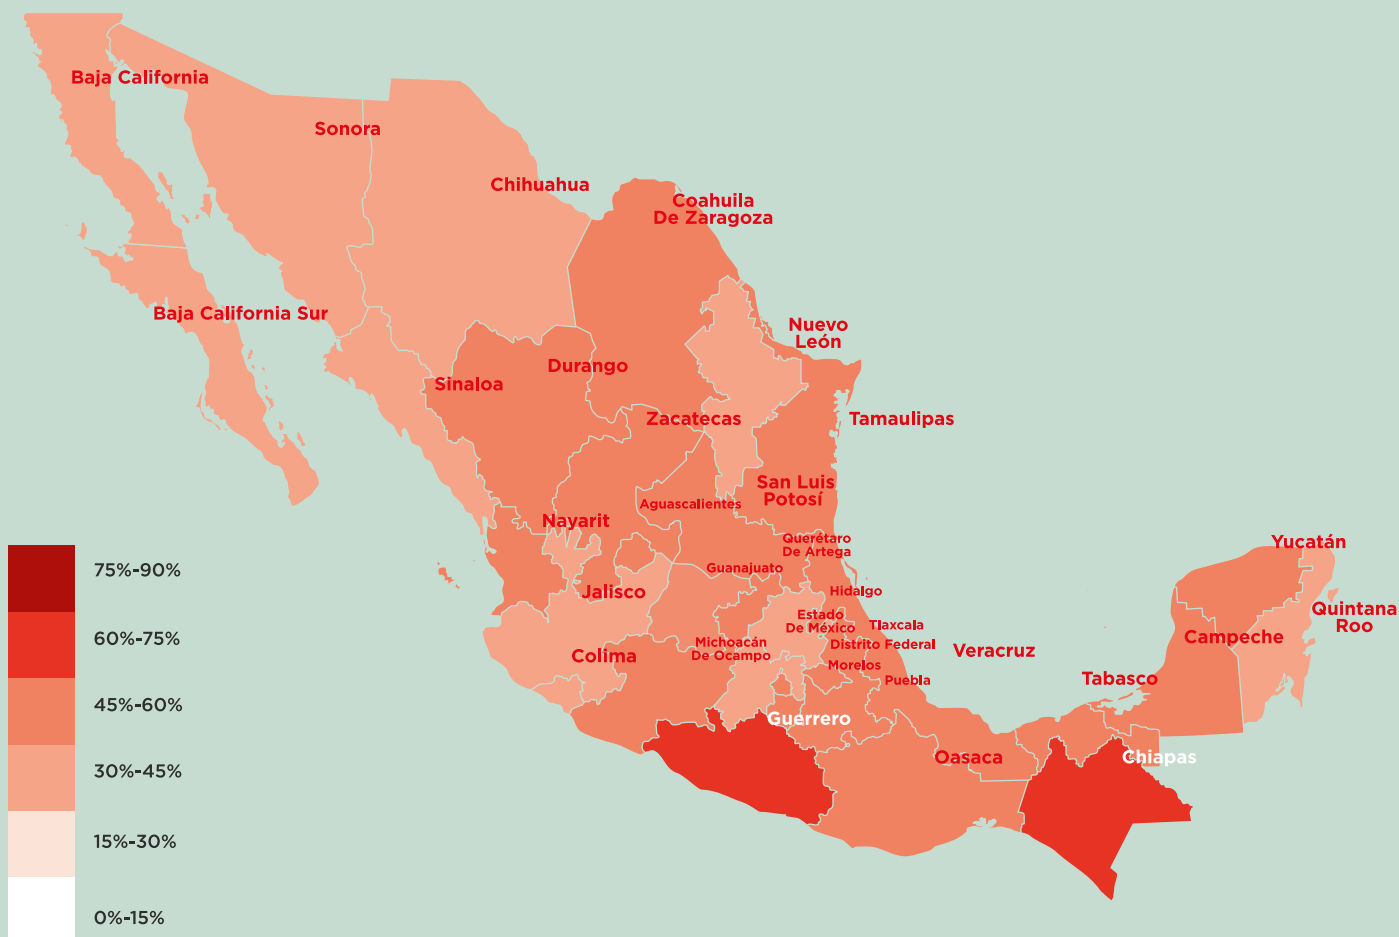 Baja California
Sonora
Chihuahua
Coahuila
De Zaragoza
Baja California Sur
Nuevo
León
Durango
Sinaloa
Zacatecas
Tamaulipas
San Luis
Potosí
Aguascalientes
Nayarit
Querétaro
De Artega
Yucatán
Guanajuato
Jalisco
Hidalgo
Quintana
Roo
Estado
De México
Tlaxcala
Campeche
Michoacán
De Ocampo
Distrito Federal
Veracruz
Colima
Morelos
Puebla
Tabasco
Guerrero
Oasaca
Chiapas
75%-90%
60%-75%
45%-60%
30%-45%
15%-30%
0%-15%